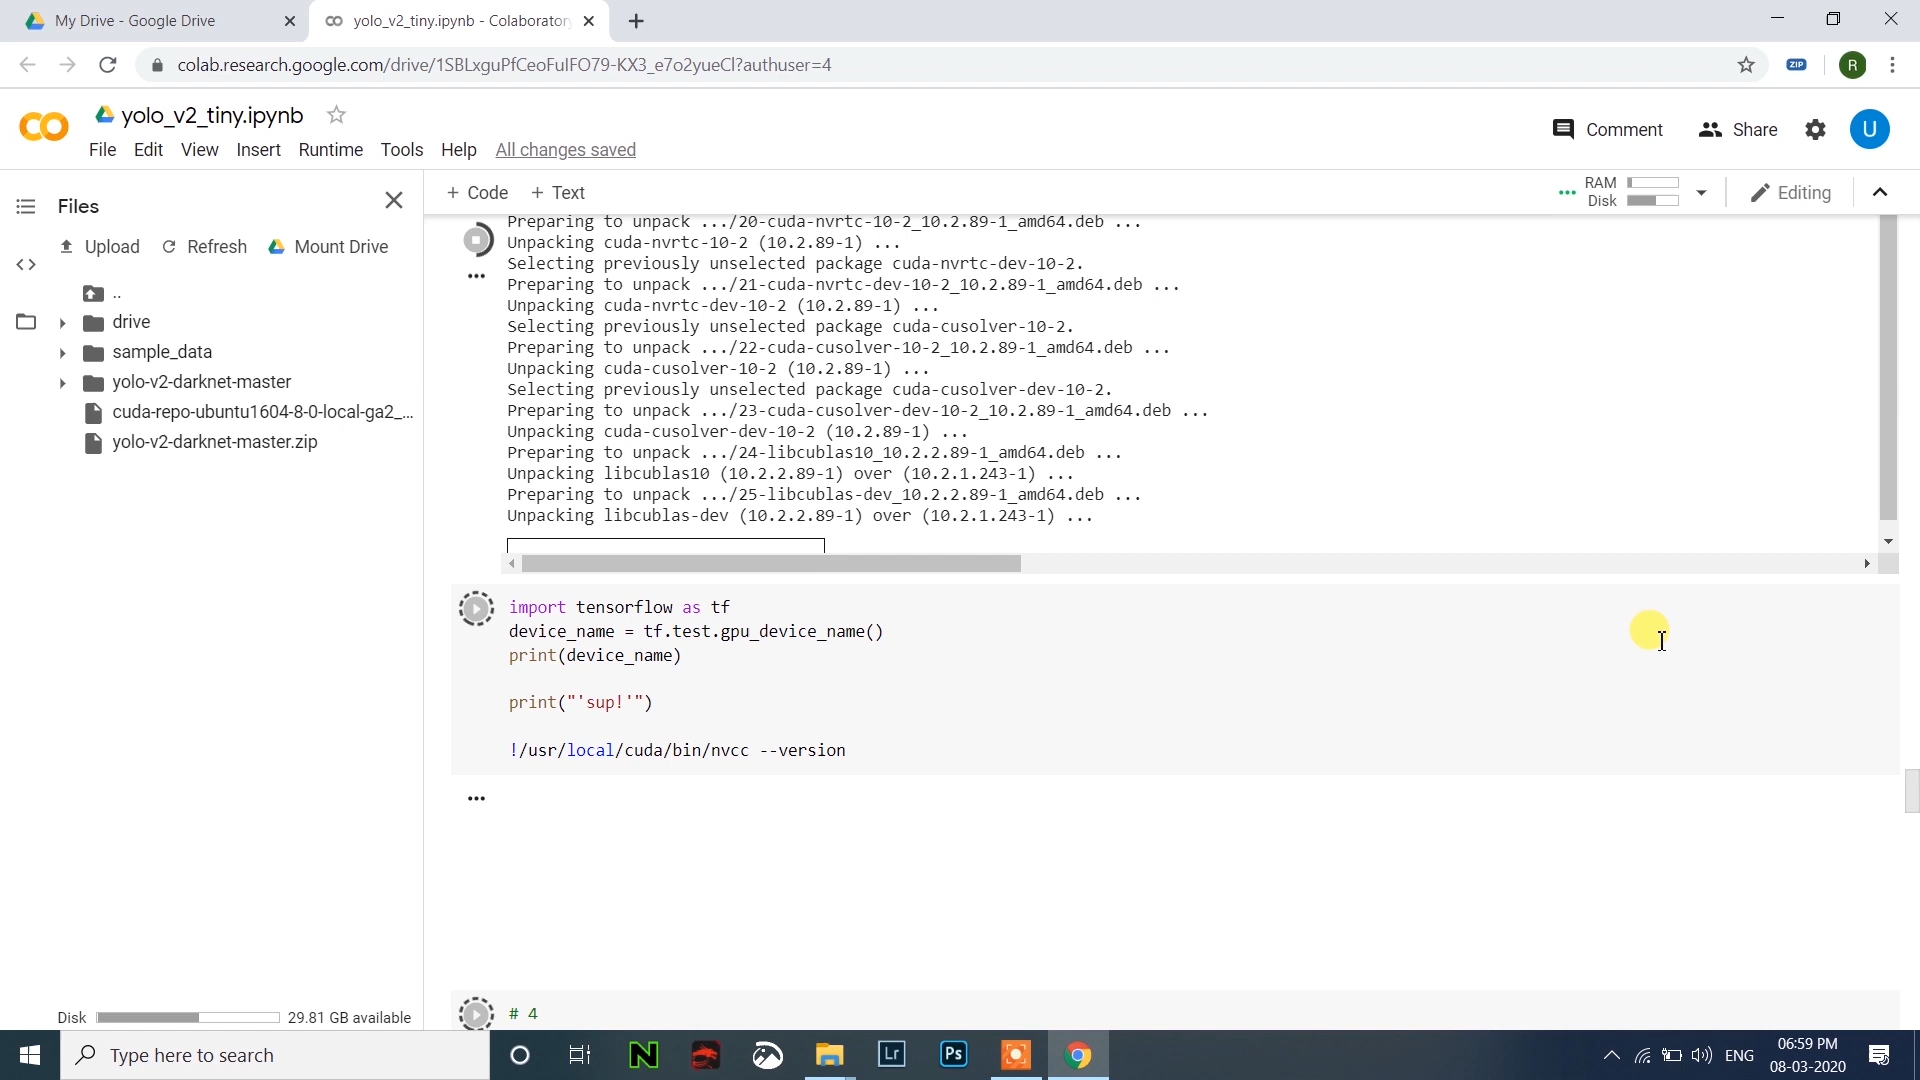 My Drive - Google Drive
yolo_v2_tiny.ipynb - Colaborator
colab.research.google.com/drive/1SBLxguPfCeoFuIFO79-KX3_e7o2yueCl?authuser=4
ZIP
R
yolo_v2_tiny.ipynb
Comment
Share
U
File Edit View Insert Runtime Tools Help All changes saved
Files
+ Code + Text
RAM
Disk
Editing
Upload Refresh Mount Drive
..
drive
sample_data
yolo-v2-darknet-master
cuda-repo-ubuntu1604-8-0-local-ga2_...
yolo-v2-darknet-master.zip
Disk 29.81 GB available
Preparing to unpack .../20-cuda-nvrtc-10-2_10.2.89-1_amd64.deb ...
Unpacking cuda-nvrtc-10-2 (10.2.89-1) ...
Selecting previously unselected package cuda-nvrtc-dev-10-2.
Preparing to unpack .../21-cuda-nvrtc-dev-10-2_10.2.89-1_amd64.deb ...
Unpacking cuda-nvrtc-dev-10-2 (10.2.89-1) ...
Selecting previously unselected package cuda-cusolver-10-2.
Preparing to unpack .../22-cuda-cusolver-10-2_10.2.89-1_amd64.deb ...
Unpacking cuda-cusolver-10-2 (10.2.89-1) ...
Selecting previously unselected package cuda-cusolver-dev-10-2.
Preparing to unpack .../23-cuda-cusolver-dev-10-2_10.2.89-1_amd64.deb ...
Unpacking cuda-cusolver-dev-10-2 (10.2.89-1) ...
Preparing to unpack .../24-libcublas10_10.2.2.89-1_amd64.deb ...
Unpacking libcublas10 (10.2.2.89-1) over (10.2.1.243-1) ...
Preparing to unpack .../25-libcublas-dev_10.2.2.89-1_amd64.deb ...
Unpacking libcublas-dev (10.2.2.89-1) over (10.2.1.243-1) ...
import tensorflow as tf
device_name = tf.test.gpu_device_name()
print(device_name)
print("'sup!'")
!/usr/local/cuda/bin/nvcc --version
# 4
Type here to search
N
Lr
Ps
ENG
06:59 PM
08-03-2020